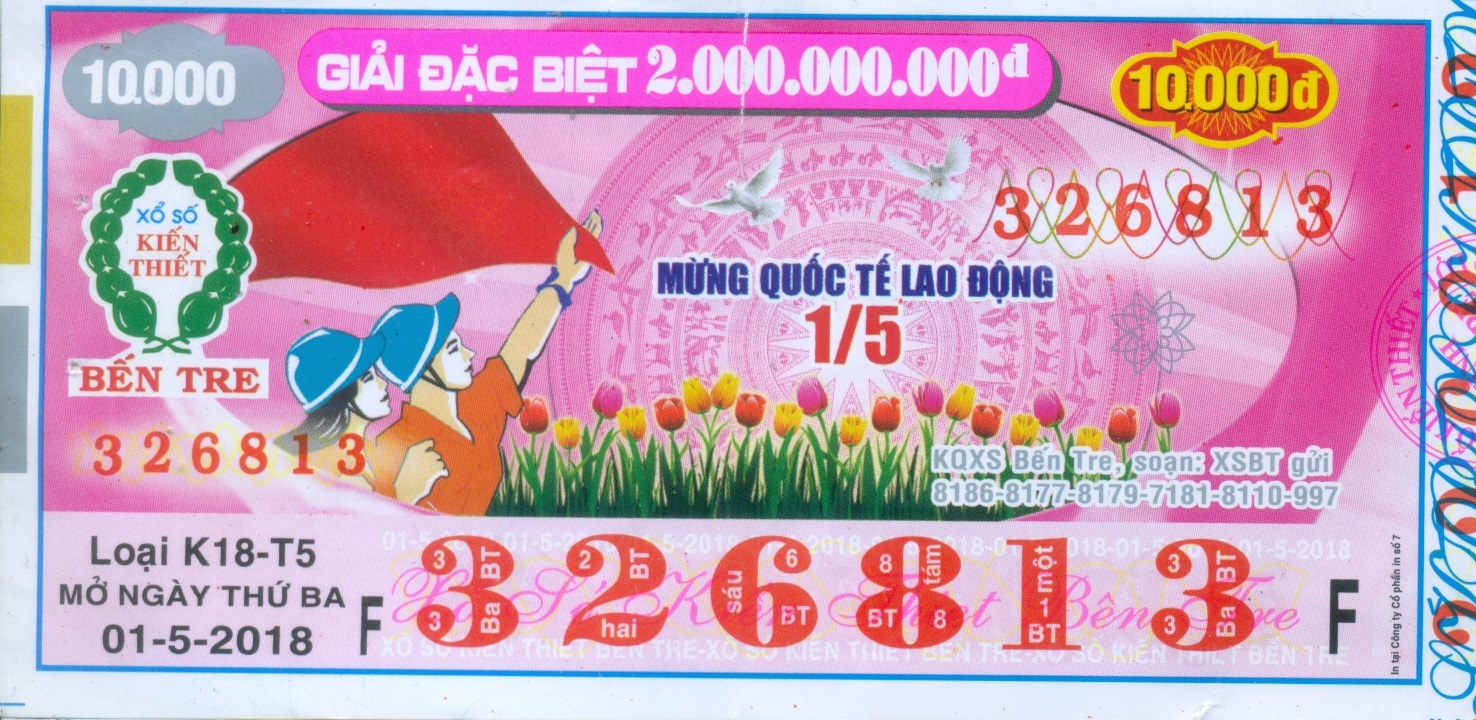 10.000
GIẢI ĐẶC BIỆT 2.000.000.000đ
10.000đ
XỔ SỐ
KIẾN
THIẾT
BẾN TRE
326813
MỪNG QUỐC TẾ LAO ĐỘNG
1/5
326813
KQXS Bến Tre, soạn: XSBT gửi
8186-8177-8179-7181-8110-997
Loại K18-T5
MỞ NGÀY THỨ BA
01-5-2018
01-5-2018
F 326813 F
3 BT 3 Ba
2 BT hai
6 sáu BT
8 tám BT 8
một 1 BT
3 BT 3 Ba
Xổ Số Kiến Thiết Bến Tre
XỔ SỐ KIẾN THIẾT BẾN TRE-XỔ SỐ KIẾN THIẾT BẾN TRE-XỔ SỐ KIẾN THIẾT BẾN TRE
In tại Công ty Cổ phần in số 7
KIẾN THIẾT